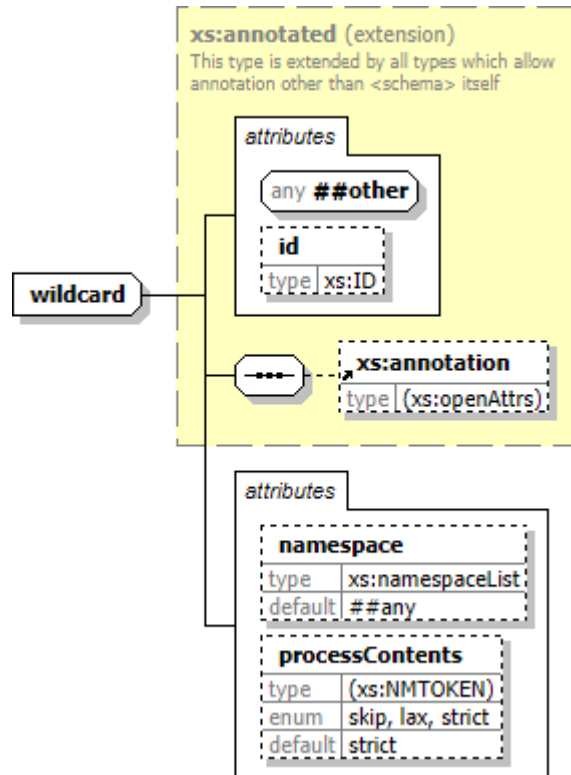 xs:annotated (extension)
This type is extended by all types which allow
annotation other than <schema> itself
attributes
any ##other
id
type xs:ID
wildcard
xs:annotation
type (xs:openAttrs)
attributes
namespace
type xs:namespaceList
default ##any
processContents
type (xs:NMTOKEN)
enum skip, lax, strict
default strict